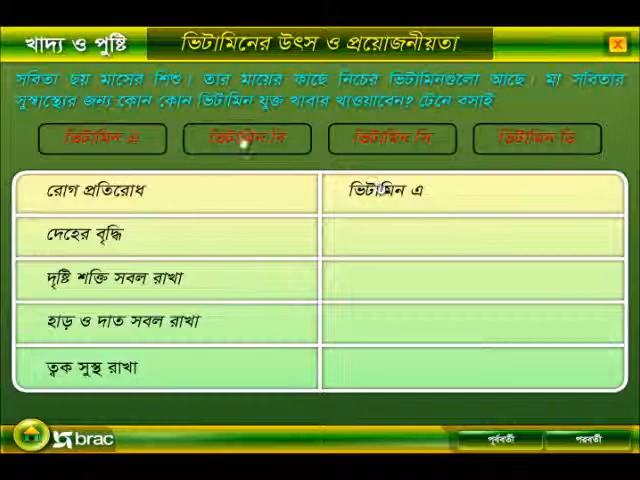 খাদ্য ও পুষ্টি
ভিটামিনের উৎস ও প্রয়োজনীয়তা
সবিতা ছয় মাসের শিশু। তার মায়ের কাছে নিচের ভিটামিনগুলো আছে। মা সবিতার
সুস্বাস্থ্যের জন্য কোন কোন ভিটামিন যুক্ত খাবার খাওয়াবেন? টেনে বসাই
ভিটামিন এ ভিটামিন বি ভিটামিন সি ভিটামিন ডি
রোগ প্রতিরোধ ভিটামিন এ
দেহের বৃদ্ধি
দৃষ্টি শক্তি সবল রাখা
হাড় ও দাত সবল রাখা
ত্বক সুস্থ রাখা
brac
পূর্ববর্তী পরবর্তী